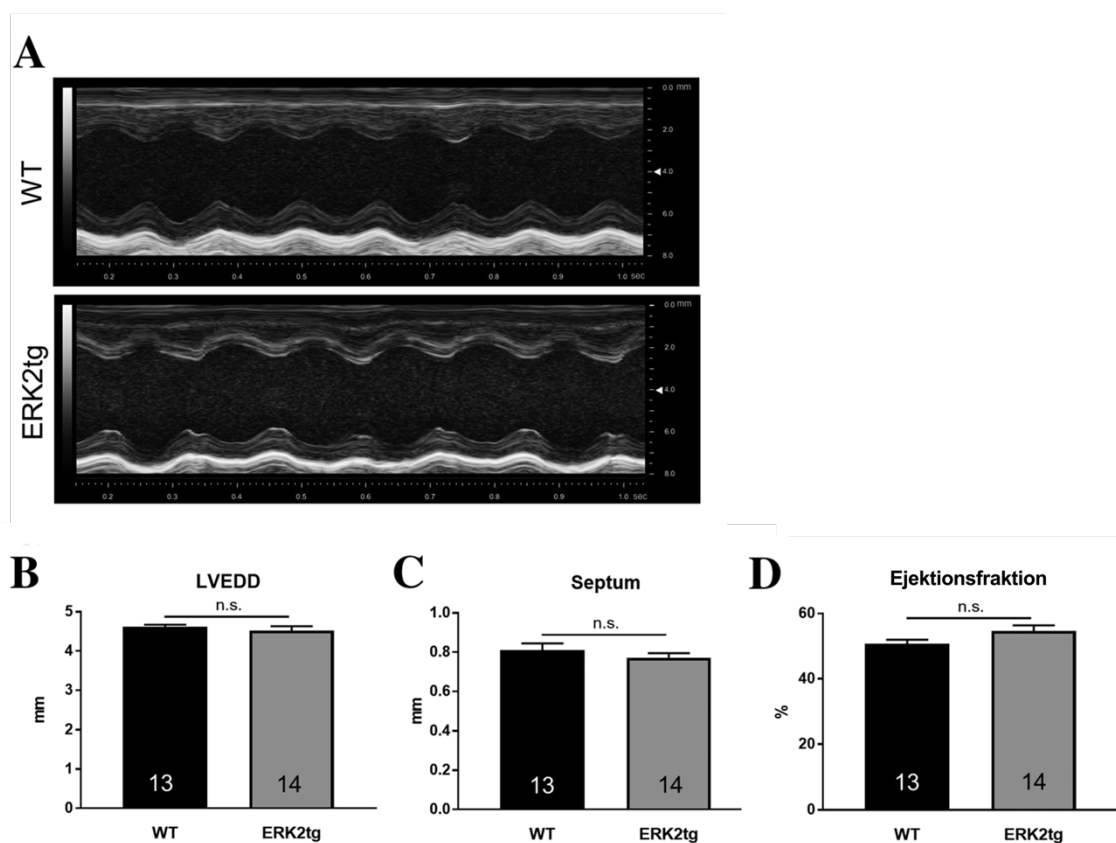 A
WT
0.0 mm
2.0
4.0
6.0
8.0
0.2 0.3 0.4 0.5 0.6 0.7 0.8 0.9 1.0 sec
ERK2tg
0.0 mm
2.0
4.0
6.0
8.0
0.2 0.3 0.4 0.5 0.6 0.7 0.8 0.9 1.0 sec
B
LVEDD
n.s.
5
4
3
2
1
0
mm
13
14
WT ERK2tg
C
Septum
n.s.
1.0
0.8
0.6
0.4
0.2
0.0
mm
13
14
WT ERK2tg
D
Ejektionsfraktion
n.s.
60
40
20
0
%
13
14
WT ERK2tg